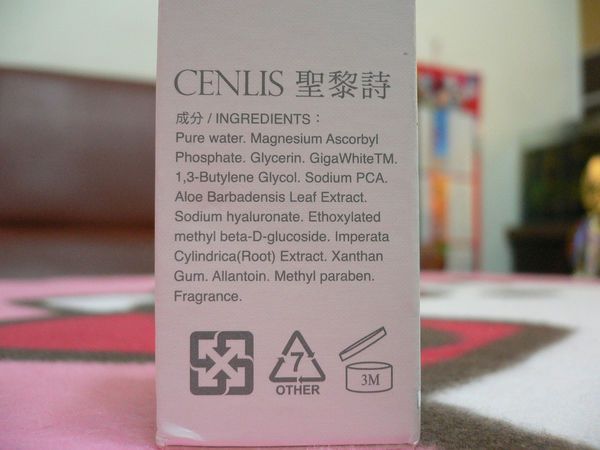 CENLIS 聖黎詩
成分 / INGREDIENTS：
Pure water. Magnesium Ascorbyl
Phosphate. Glycerin. GigaWhiteTM.
1,3-Butylene Glycol. Sodium PCA.
Aloe Barbadensis Leaf Extract.
Sodium hyaluronate. Ethoxylated
methyl beta-D-glucoside. Imperata
Cylindrica(Root) Extract. Xanthan
Gum. Allantoin. Methyl paraben.
Fragrance.
7
OTHER
3M